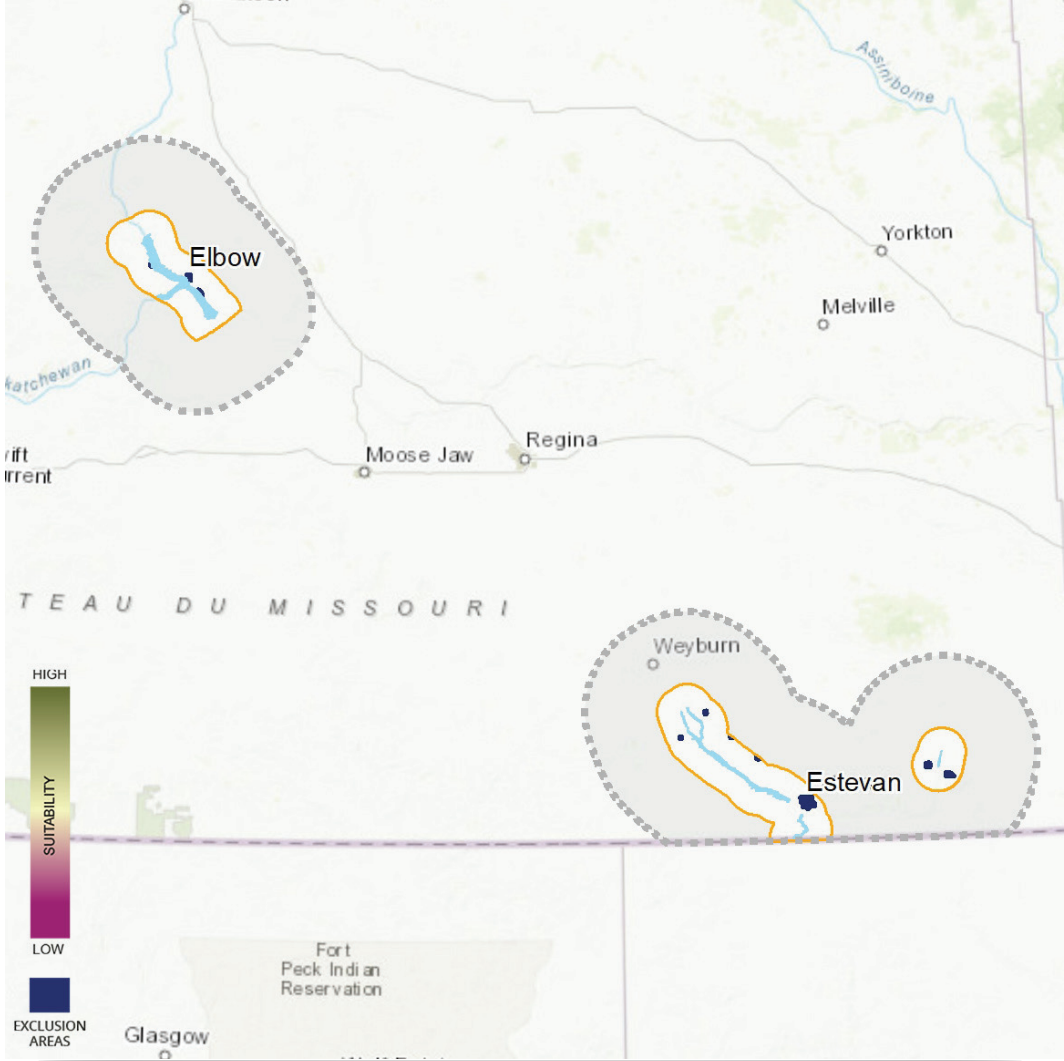 Assiniboine
Yorkton
Elbow
Melville
katchewan
Regina
Moose Jaw
ift
rrent
TEAU DU MISSOURI
Weyburn
HIGH
SUITABILITY
LOW
Estevan
EXCLUSION
AREAS
Fort
Peck Indian
Reservation
Glasgow